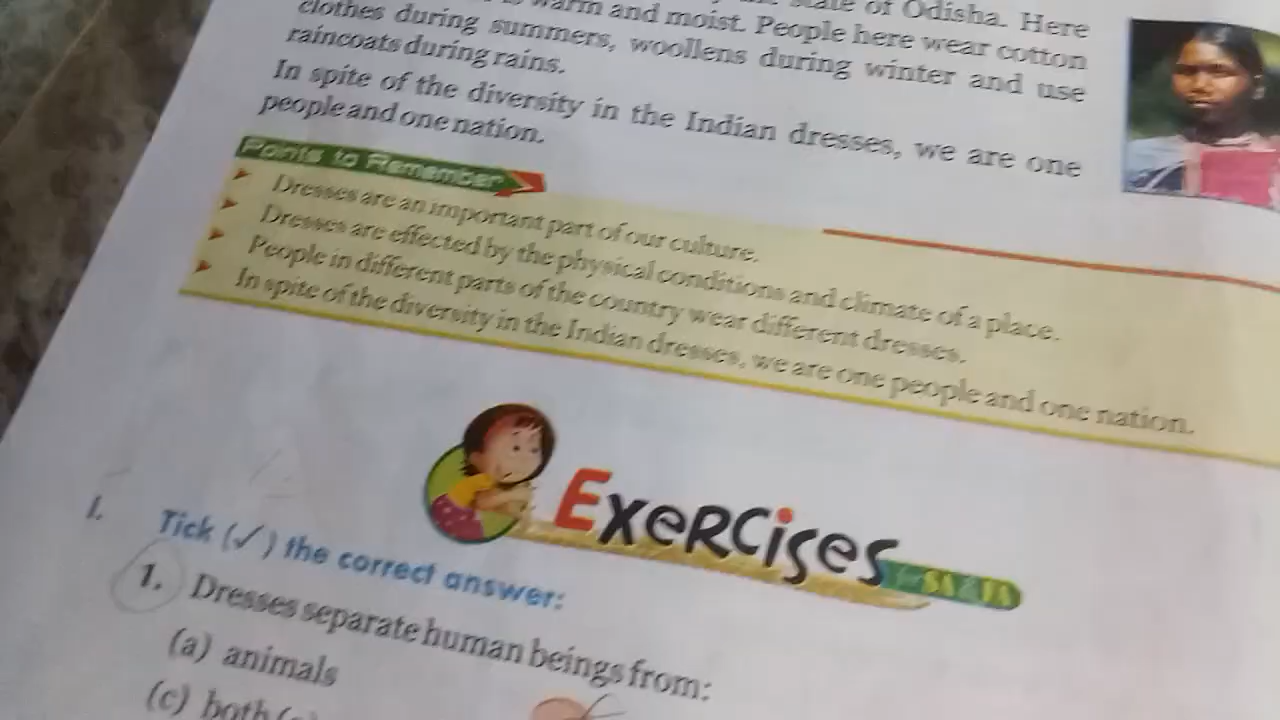 warm and moist. People here wear cotton
state of Odisha. Here
clothes during summers, woollens during winter and use
raincoats during rains.
In spite of the diversity in the Indian dresses, we are one
people and one nation.
Points to Remember
Dresses are an important part of our culture.
Dresses are effected by the physical conditions and climate of a place.
People in different parts of the country wear different dresses.
In spite of the diversity in the Indian dresses, we are one people and one nation.
Exercises
for SA & FA
I. Tick (✓) the correct answer:
1. Dresses separate human beings from:
(a) animals
(c) both